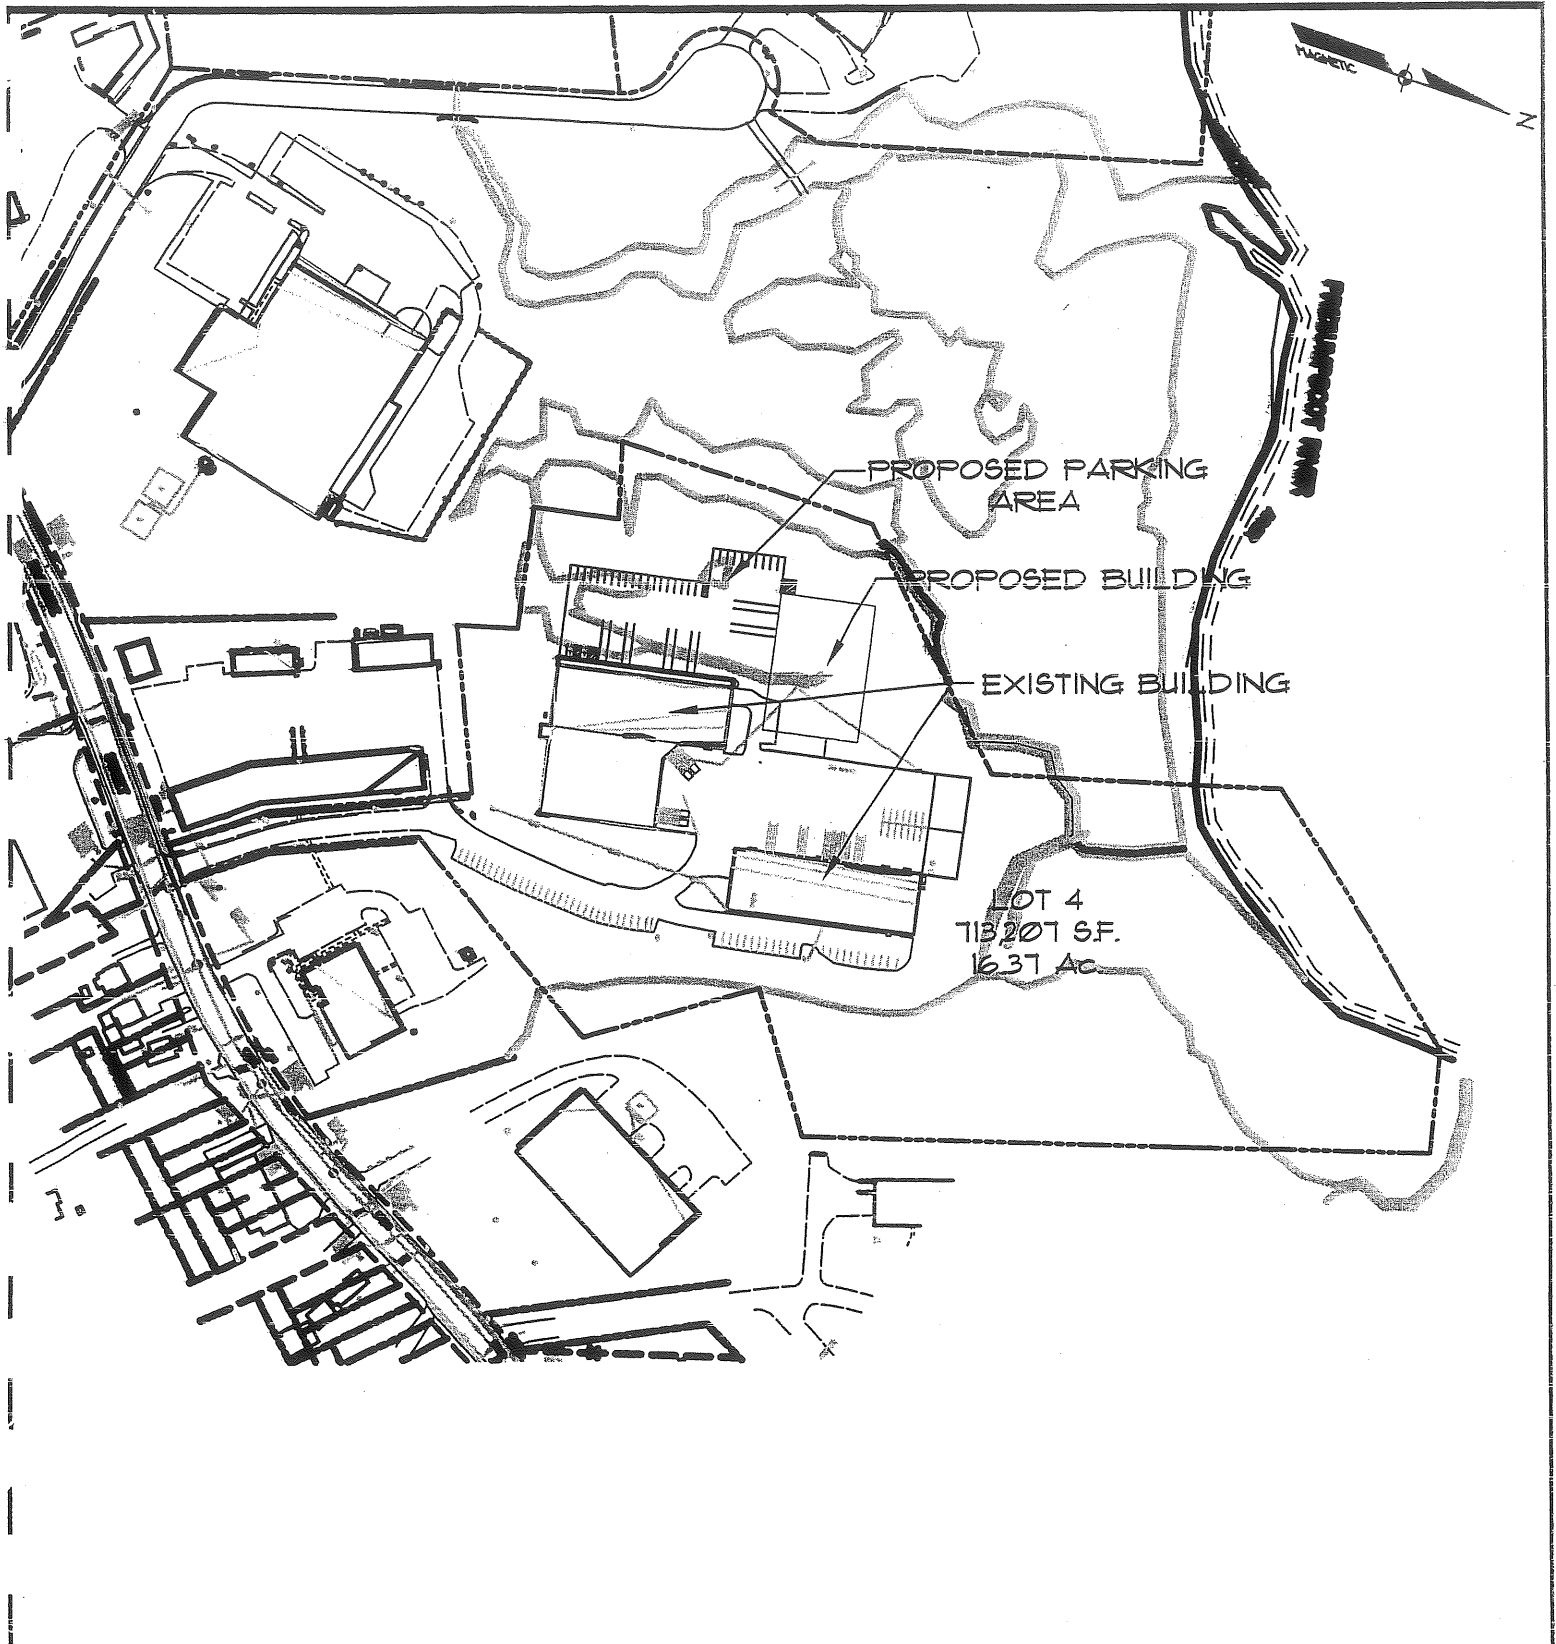 MAGNETIC
N
PROPOSED PARKING
AREA
PROPOSED BUILDING
EXISTING BUILDING
LOT 4
713,207 S.F.
16.37 Ac.